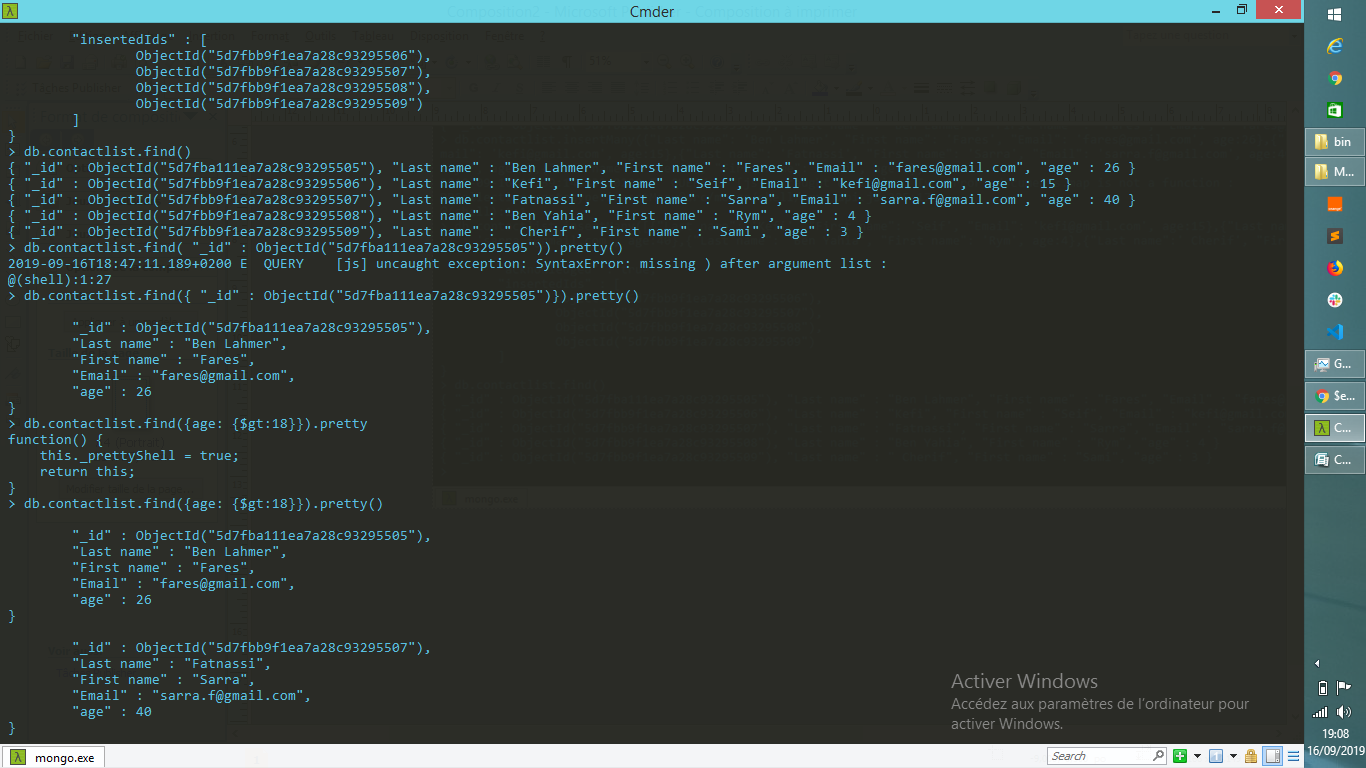 Cmder
"insertedIds" : [
ObjectId("5d7fbb9f1ea7a28c93295506"),
ObjectId("5d7fbb9f1ea7a28c93295507"),
ObjectId("5d7fbb9f1ea7a28c93295508"),
ObjectId("5d7fbb9f1ea7a28c93295509")
]
}
> db.contactlist.find()
{ "_id" : ObjectId("5d7fba111ea7a28c93295505"), "Last name" : "Ben Lahmer", "First name" : "Fares", "Email" : "fares@gmail.com", "age" : 26 }
{ "_id" : ObjectId("5d7fbb9f1ea7a28c93295506"), "Last name" : "Kefi", "First name" : "Seif", "Email" : "kefi@gmail.com", "age" : 15 }
{ "_id" : ObjectId("5d7fbb9f1ea7a28c93295507"), "Last name" : "Fatnassi", "First name" : "Sarra", "Email" : "sarra.f@gmail.com", "age" : 40 }
{ "_id" : ObjectId("5d7fbb9f1ea7a28c93295508"), "Last name" : "Ben Yahia", "First name" : "Rym", "age" : 4 }
{ "_id" : ObjectId("5d7fbb9f1ea7a28c93295509"), "Last name" : " Cherif", "First name" : "Sami", "age" : 3 }
> db.contactlist.find( "_id" : ObjectId("5d7fba111ea7a28c93295505")).pretty()
2019-09-16T18:47:11.189+0200 E  QUERY    [js] uncaught exception: SyntaxError: missing ) after argument list :
@(shell):1:27
> db.contactlist.find({ "_id" : ObjectId("5d7fba111ea7a28c93295505")}).pretty()
"_id" : ObjectId("5d7fba111ea7a28c93295505"),
"Last name" : "Ben Lahmer",
"First name" : "Fares",
"Email" : "fares@gmail.com",
"age" : 26
}
> db.contactlist.find({age: {$gt:18}}).pretty
function() {
this._prettyShell = true;
return this;
}
> db.contactlist.find({age: {$gt:18}}).pretty()
"_id" : ObjectId("5d7fba111ea7a28c93295505"),
"Last name" : "Ben Lahmer",
"First name" : "Fares",
"Email" : "fares@gmail.com",
"age" : 26
}
"_id" : ObjectId("5d7fbb9f1ea7a28c93295507"),
"Last name" : "Fatnassi",
"First name" : "Sarra",
"Email" : "sarra.f@gmail.com",
"age" : 40
}
Activer Windows
Accédez aux paramètres de l'ordinateur pour
activer Windows.
mongo.exe
Search
bin
M...
G...
Se...
C...
C...
19:08
16/09/2019